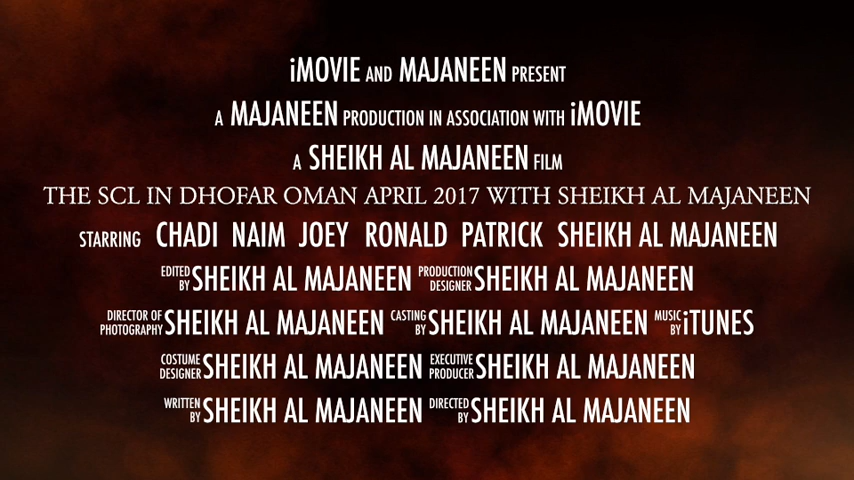 iMOVIE AND MAJANEEN PRESENT
A MAJANEEN PRODUCTION IN ASSOCIATION WITH iMOVIE
A SHEIKH AL MAJANEEN FILM
THE SCL IN DHOFAR OMAN APRIL 2017 WITH SHEIKH AL MAJANEEN
STARRING CHADI NAIM JOEY RONALD PATRICK SHEIKH AL MAJANEEN
EDITED BY SHEIKH AL MAJANEEN PRODUCTION DESIGNER SHEIKH AL MAJANEEN
DIRECTOR OF PHOTOGRAPHY SHEIKH AL MAJANEEN CASTING BY SHEIKH AL MAJANEEN MUSIC BY iTUNES
COSTUME DESIGNER SHEIKH AL MAJANEEN EXECUTIVE PRODUCER SHEIKH AL MAJANEEN
WRITTEN BY SHEIKH AL MAJANEEN DIRECTED BY SHEIKH AL MAJANEEN